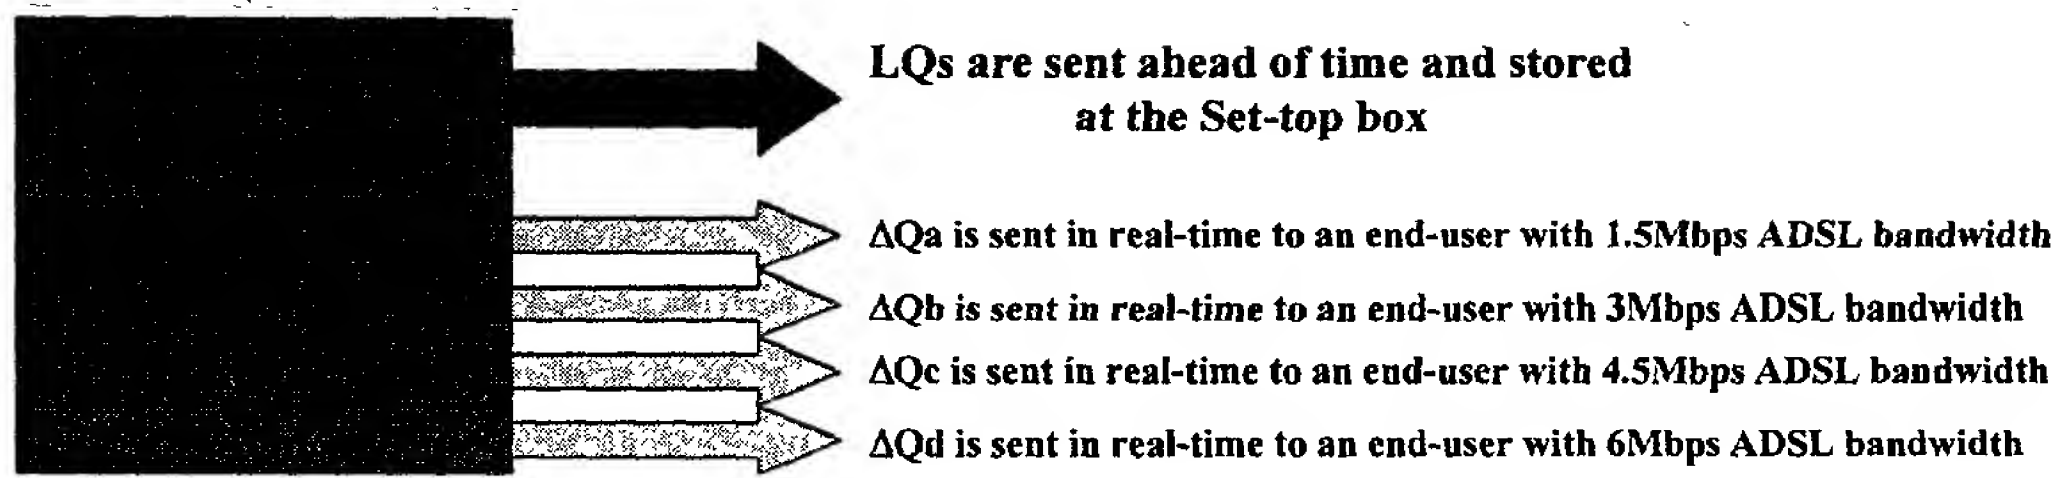 LQs are sent ahead of time and stored
at the Set-top box
ΔQa is sent in real-time to an end-user with 1.5Mbps ADSL bandwidth
ΔQb is sent in real-time to an end-user with 3Mbps ADSL bandwidth
ΔQc is sent in real-time to an end-user with 4.5Mbps ADSL bandwidth
ΔQd is sent in real-time to an end-user with 6Mbps ADSL bandwidth